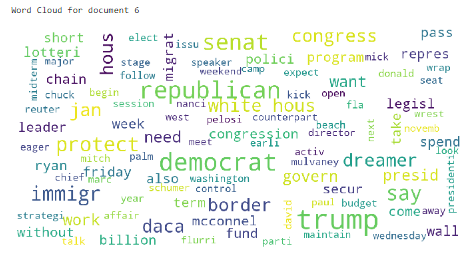 Word Cloud for document 6
short elect issu congress pass
lotteri hous senat
major stage migrat speaker polici program mick repres
midterm chain follow weekend camp expect donald wrap
chuck begin republican want kick open seat
reuter jan session nanci white hous fla legisl
leader week west pelosi counterpart beach take novemb wrest
eager protect need congression director next spend
mitch meet earli activ look
ryan friday palm democrat mulvaney dreamer
chief marc also washington govern presid presidenti
immigr schumer control secur
year term border david paul budget say
strategi affair trump come away
work daca mcconnel
without billion fund maintain wednesday wall
talk flurri parti